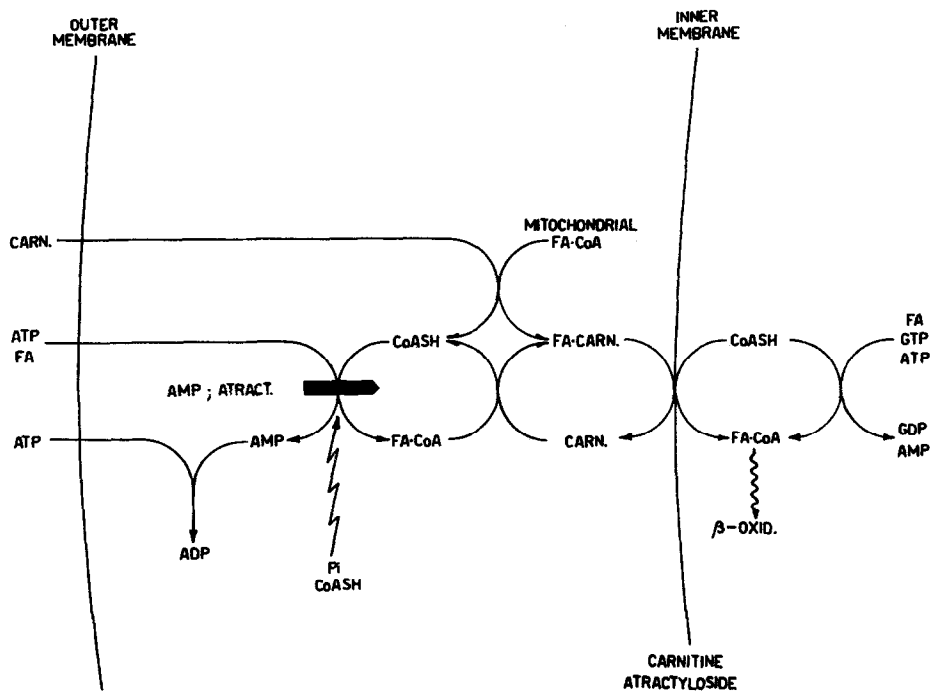 OUTER
MEMBRANE
INNER
MEMBRANE
CARN.
MITOCHONDRIAL
FA-CoA
ATP
FA
CoASH
FA-CARN.
CoASH
FA
GTP
ATP
AMP ; ATRACT.
ATP
AMP
FA-CoA
CARN.
FA-CoA
GDP
AMP
ADP
β-OXID.
Pi
CoASH
CARNITINE
ATRACTYLOSIDE